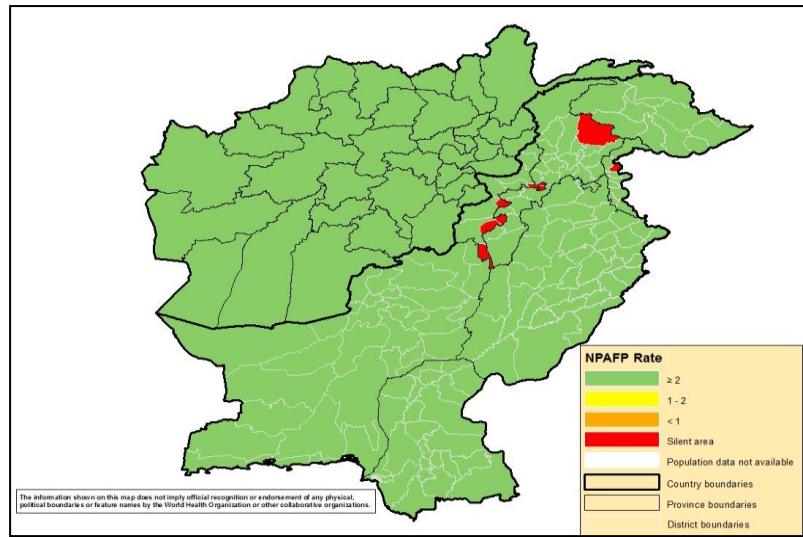 NPAFP Rate
≥ 2
1 - 2
< 1
Silent area
Population data not available
Country boundaries
Province boundaries
District boundaries
The information shown on this map does not imply official recognition or endorsement of any physical,
political boundaries or feature names by the World Health Organization or other collaborative organizations.